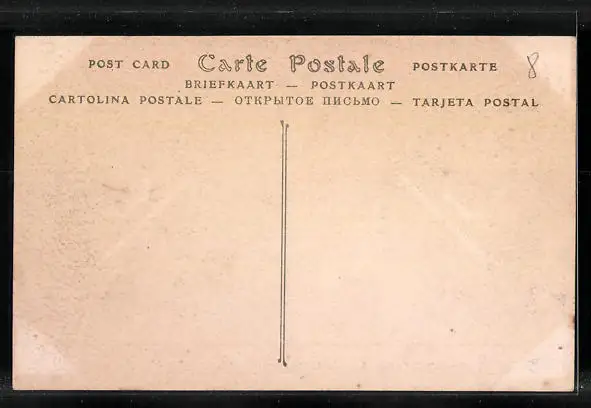 POST CARD Carte Postale POSTKARTE 8
BRIEFKAART — POSTKAART
CARTOLINA POSTALE — ОТКРЫТОЕ ПИСЬМО — TARJETA POSTAL